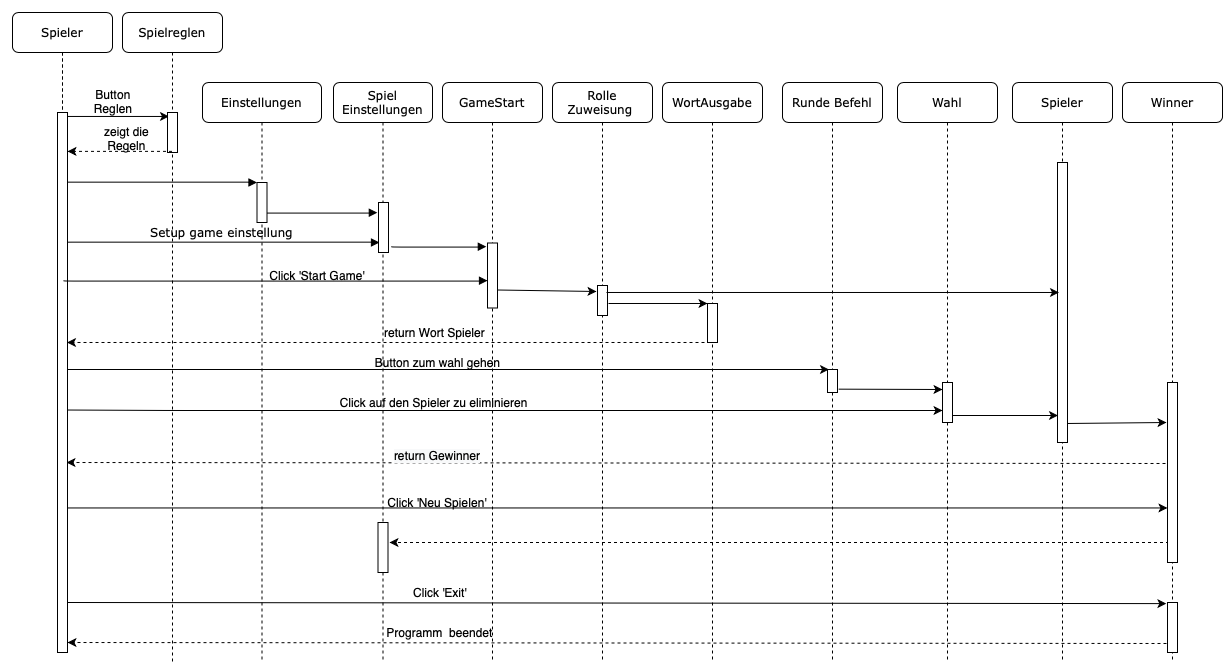 Spieler
Spielreglen
Einstellungen
Spiel
Einstellungen
GameStart
Rolle
Zuweisung
WortAusgabe
Runde Befehl
Wahl
Spieler
Winner
Button
Reglen
zeigt die
Regeln
Setup game einstellung
Click 'Start Game'
return Wort Spieler
Button zum wahl gehen
Click auf den Spieler zu eliminieren
return Gewinner
Click 'Neu Spielen'
Click 'Exit'
Programm beendet